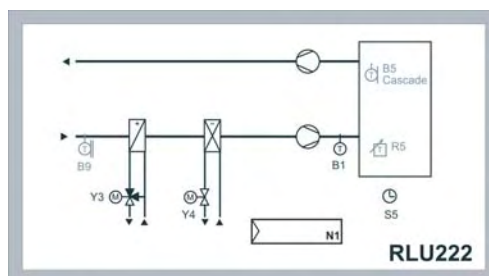 T B5
Cascade
+
-
T
B9
T
B1
T R5
Y3 M
Y4 M
S5
N1
RLU222